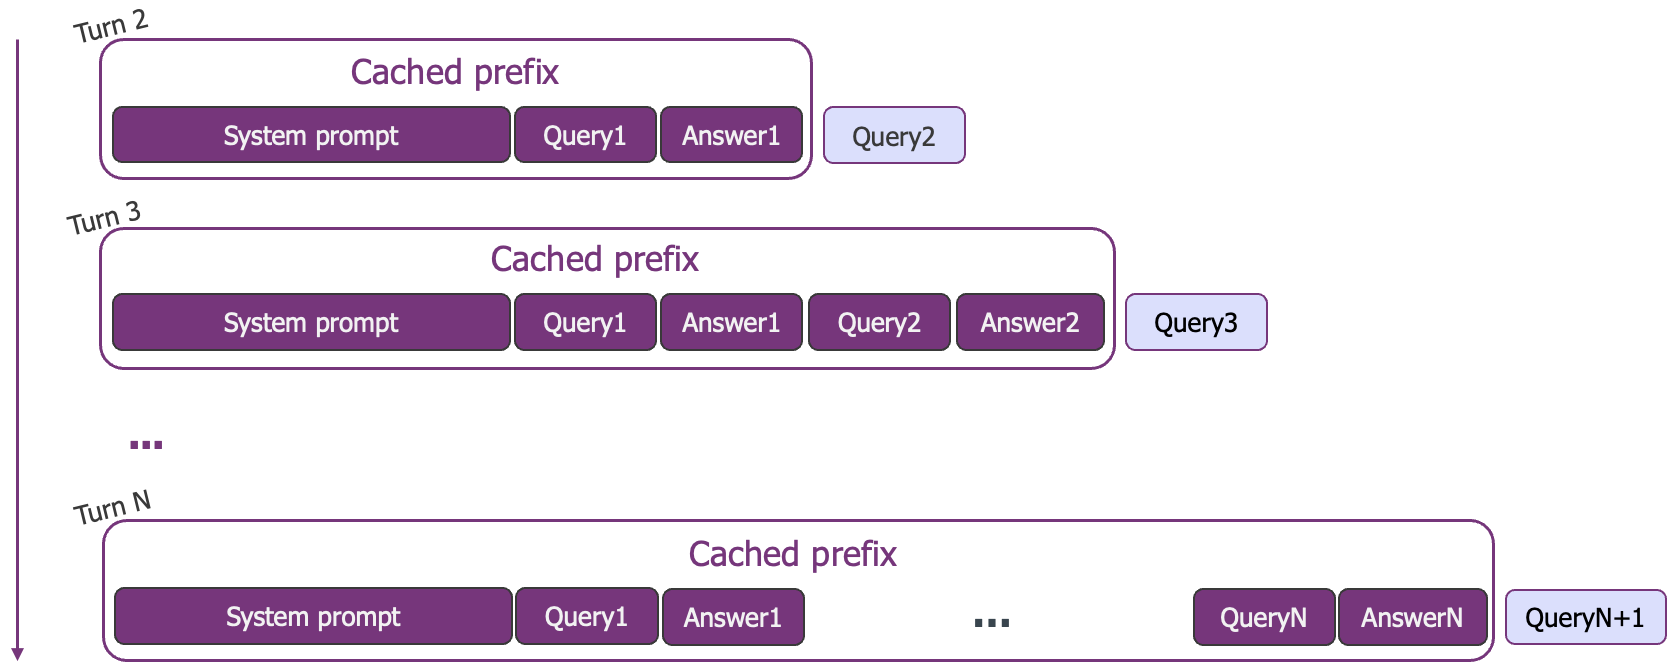 Turn 2
Cached prefix
System prompt Query1 Answer1 Query2
Turn 3
Cached prefix
System prompt Query1 Answer1 Query2 Answer2 Query3
...
Turn N
Cached prefix
System prompt Query1 Answer1 ... QueryN AnswerN QueryN+1